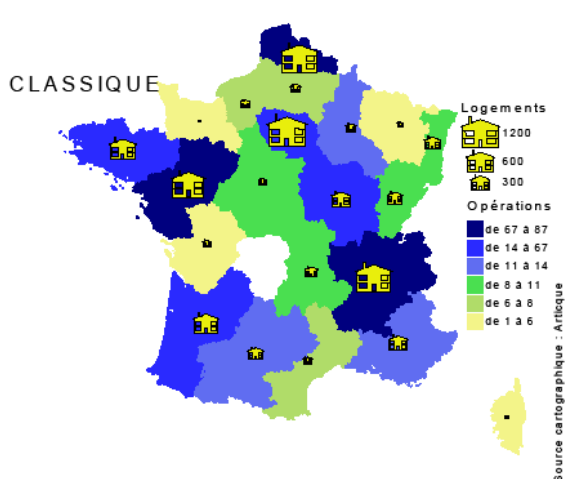 CLASSIQUE
Logements
1200
600
300
Opérations
de 67 à 87
de 14 à 67
de 11 à 14
de 8 à 11
de 6 à 8
de 1 à 6
Source cartographique : Articque